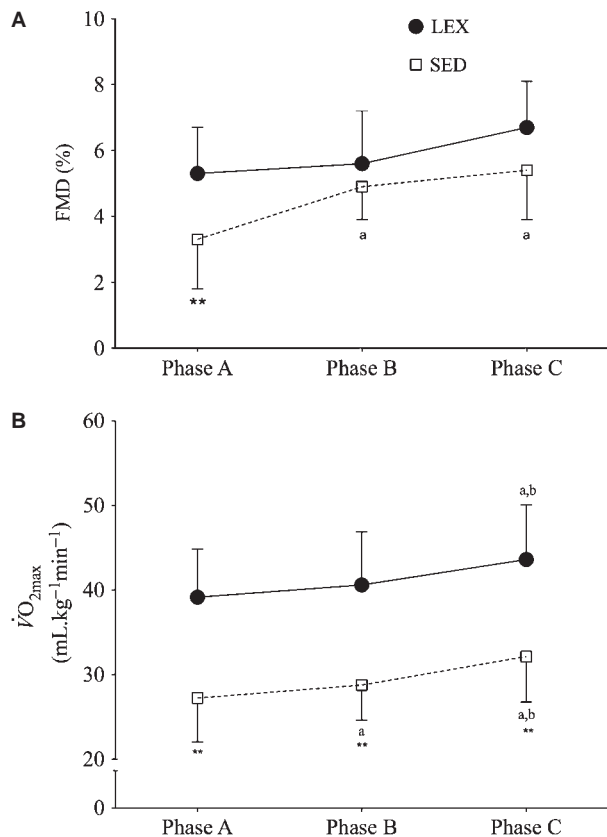 A
10
LEX
SED
8
6
4
2
0
FMD (%)
a
a
**
Phase A
Phase B
Phase C
B
60
50
40
30
20
0
V̇O2max
(mL.kg−1min−1)
a,b
a
a,b
**
**
**
Phase A
Phase B
Phase C